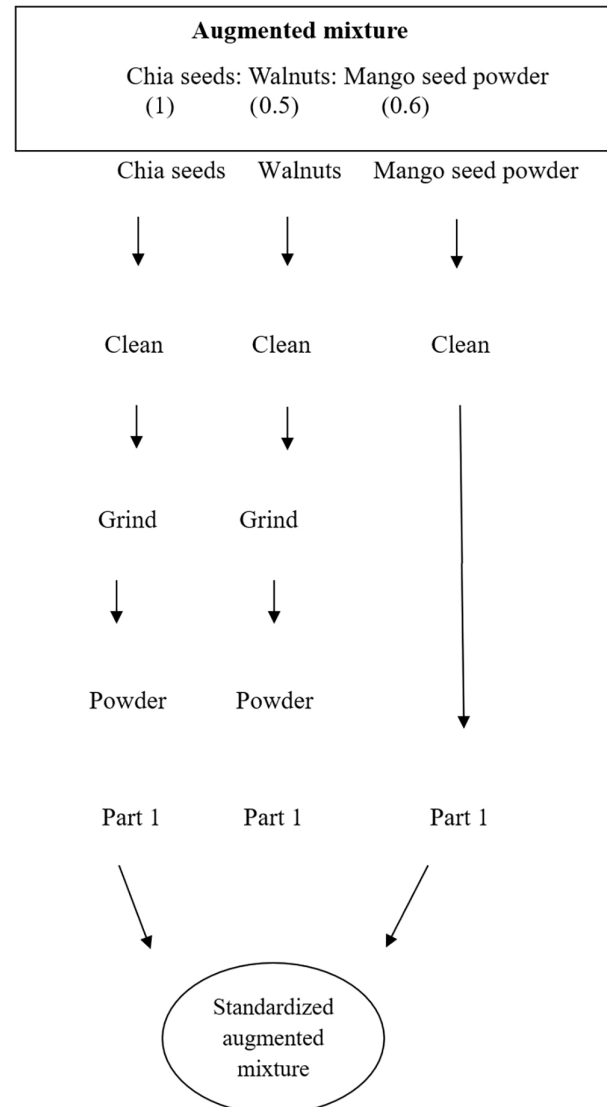 Augmented mixture
Chia seeds: Walnuts: Mango seed powder
(1) (0.5) (0.6)
Chia seeds Walnuts Mango seed powder
Clean Clean Clean
Grind Grind
Powder Powder
Part 1 Part 1 Part 1
Standardized
augmented
mixture